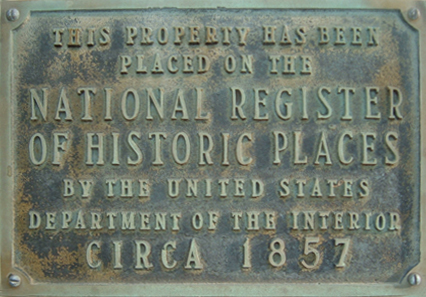 THIS PROPERTY HAS BEEN
PLACED ON THE
NATIONAL REGISTER
OF HISTORIC PLACES
BY THE UNITED STATES
DEPARTMENT OF THE INTERIOR
CIRCA 1857